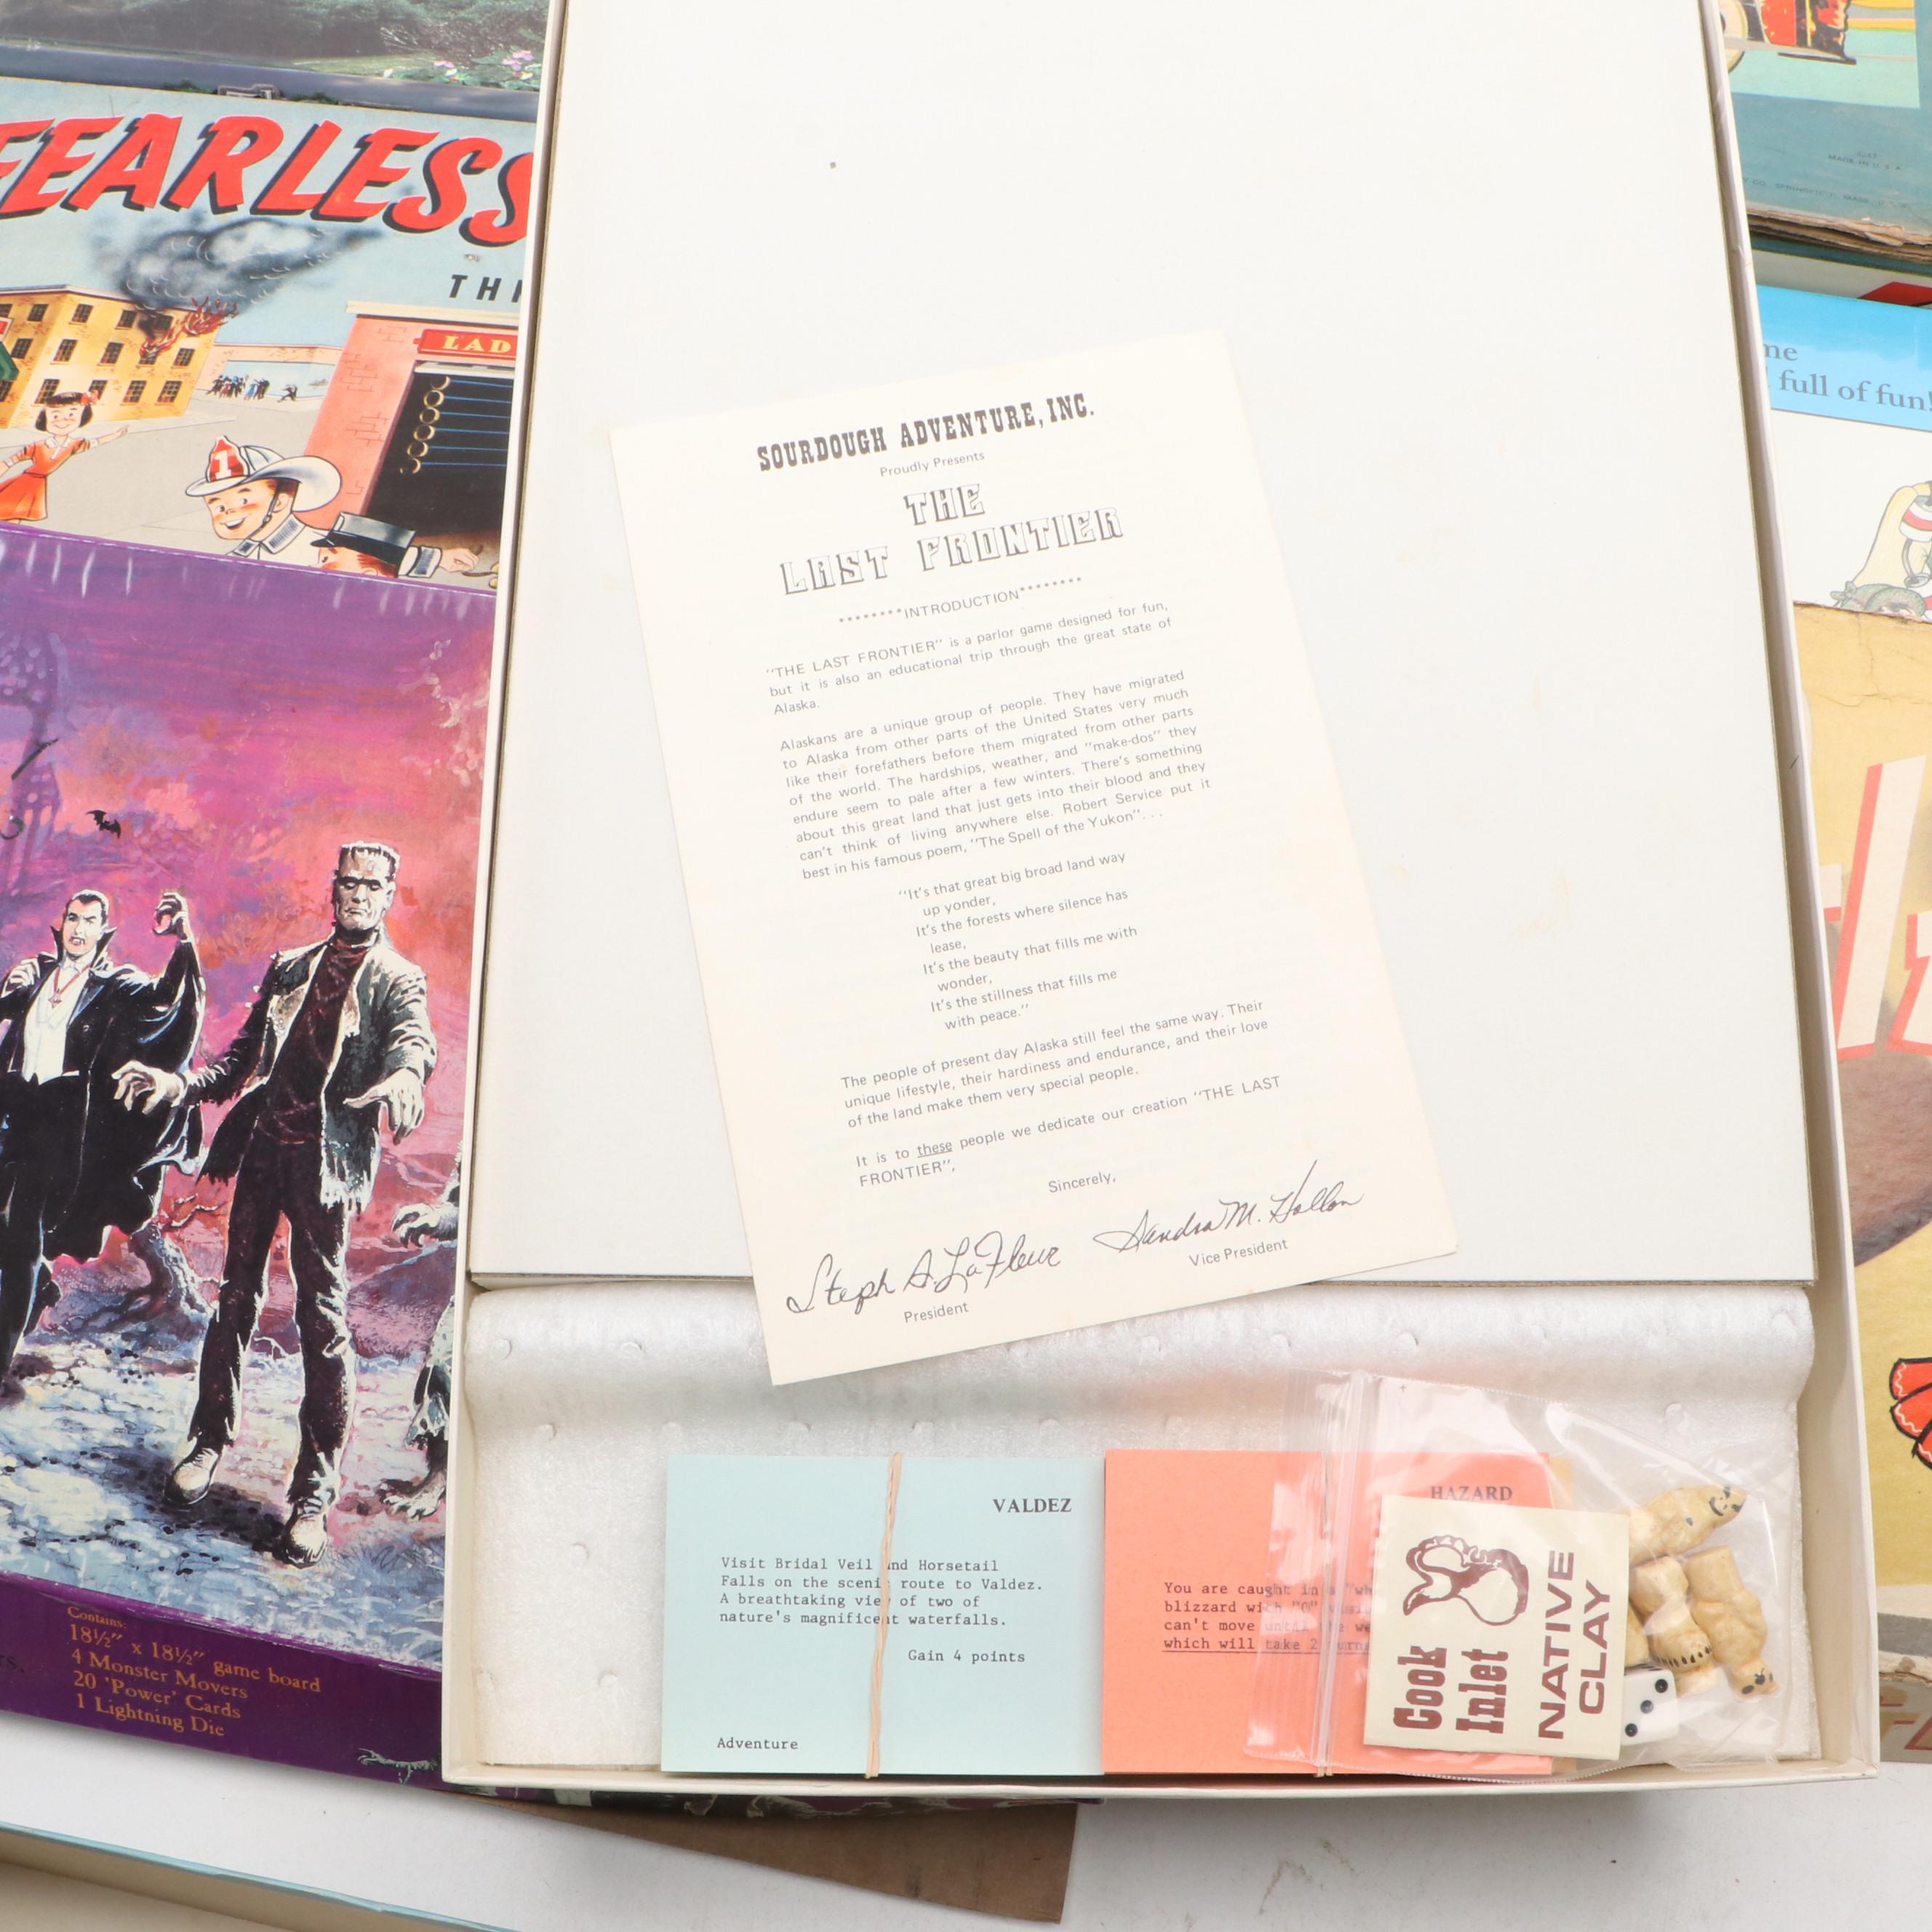 FEARLESS
LAD
MADE IN U.S.A.
full of fun!
SOURDOUGH ADVENTURE, INC.
Proudly Presents
THE
LAST FRONTIER
********INTRODUCTION********
"THE LAST FRONTIER" is a parlor game designed for fun,
but it is also an educational trip through the great state of
Alaska.
Alaskans are a unique group of people. They have migrated
to Alaska from other parts of the United States very much
like their forefathers before them migrated from other parts
of the world. The hardships, weather, and "make-dos" they
endure seem to pale after a few winters. There's something
about this great land that just gets into their blood and they
can't think of living anywhere else. Robert Service put it
best in his famous poem, "The Spell of the Yukon". . .
"It's that great big broad land way
up yonder,
It's the forests where silence has
lease,
It's the beauty that fills me with
wonder,
It's the stillness that fills me
with peace."
The people of present day Alaska still feel the same way. Their
unique lifestyle, their hardiness and endurance, and their love
of the land make them very special people.
It is to these people we dedicate our creation "THE LAST
FRONTIER",
Sincerely,
Steph A. LaFleur
President
Sandra M. Hollon
Vice President
VALDEZ
Visit Bridal Veil and Horsetail
Falls on the scenic route to Valdez.
A breathtaking view of two of
nature's magnificent waterfalls.
Gain 4 points
Adventure
HAZARD
You are caught in a "wh
blizzard with "0"
can't move until the we
which will take 2 turns
Cook
Inlet
NATIVE
CLAY
Contains:
18½" x 18½" game board
4 Monster Movers
20 'Power' Cards
1 Lightning Die